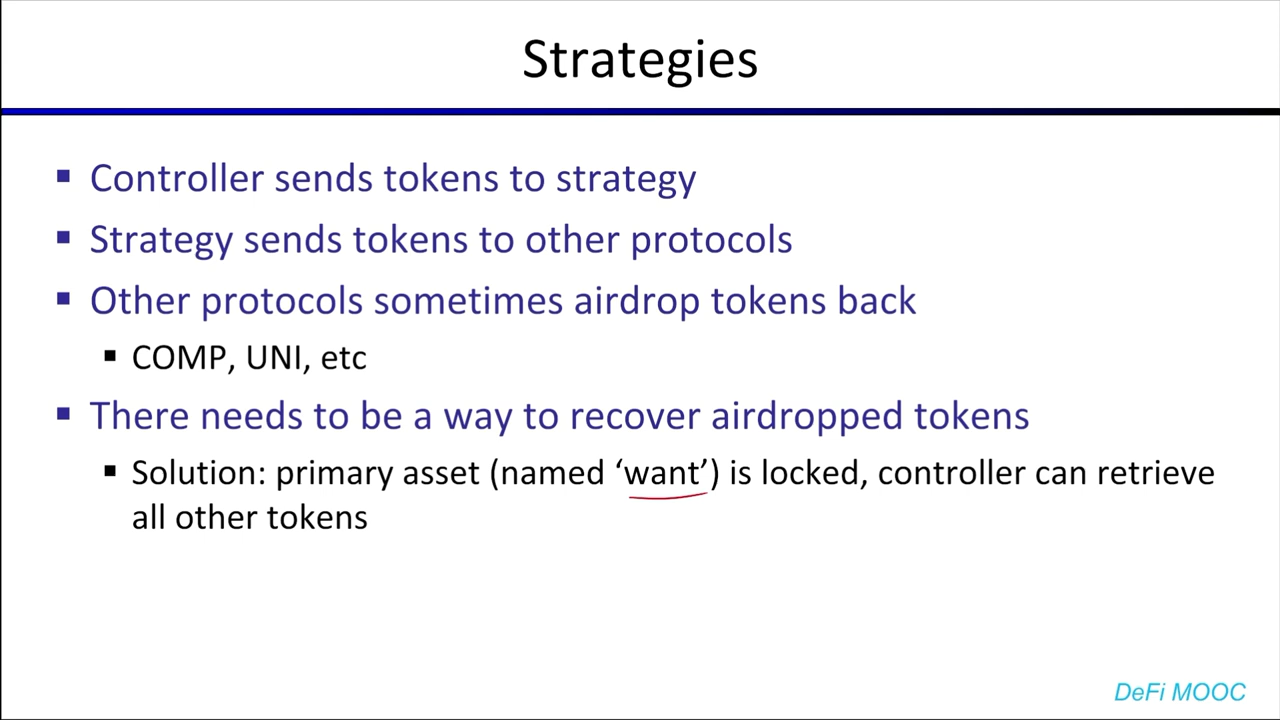 Strategies
Controller sends tokens to strategy
Strategy sends tokens to other protocols
Other protocols sometimes airdrop tokens back
COMP, UNI, etc
There needs to be a way to recover airdropped tokens
Solution: primary asset (named ‘want’) is locked, controller can retrieve
all other tokens
DeFi MOOC